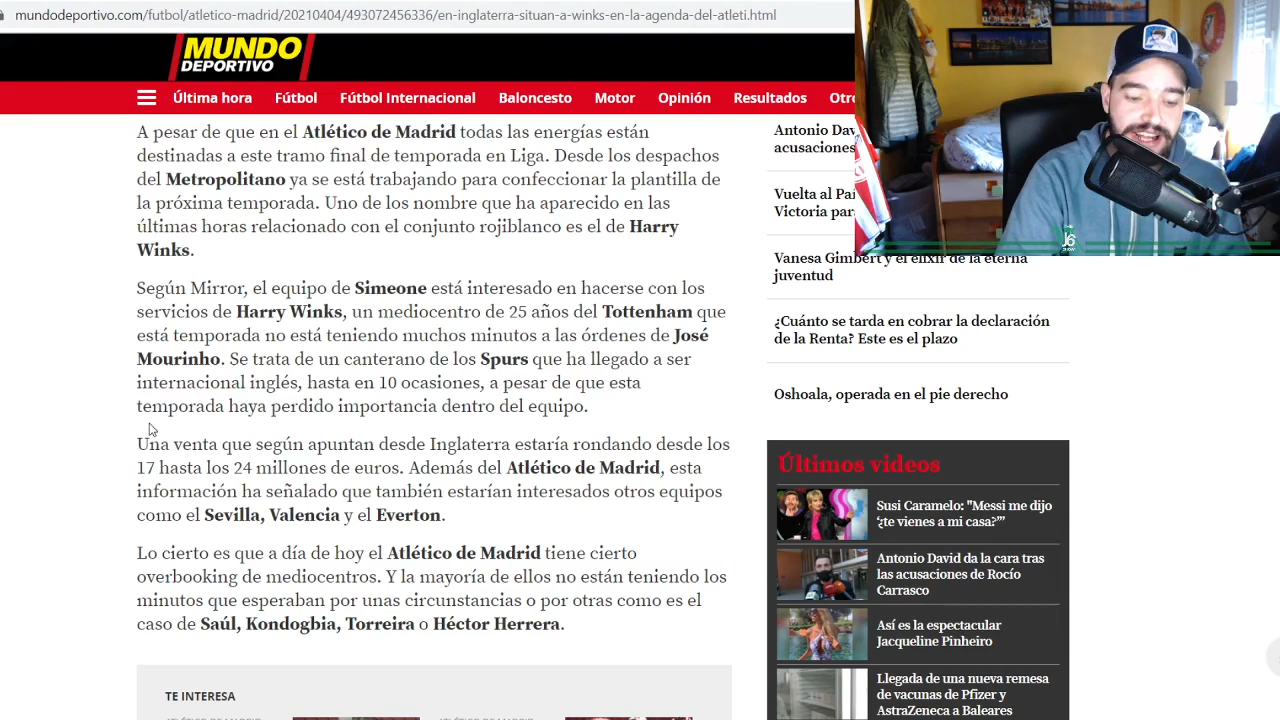 mundodeportivo.com/futbol/atletico-madrid/20210404/493072456336/en-inglaterra-situan-a-winks-en-la-agenda-del-atleti.html
MUNDO
DEPORTIVO
Última hora Fútbol Fútbol Internacional Baloncesto Motor Opinión Resultados Otro
A pesar de que en el Atlético de Madrid todas las energías están
destinadas a este tramo final de temporada en Liga. Desde los despachos
del Metropolitano ya se está trabajando para confeccionar la plantilla de
la próxima temporada. Uno de los nombre que ha aparecido en las
últimas horas relacionado con el conjunto rojiblanco es el de Harry
Winks.
Según Mirror, el equipo de Simeone está interesado en hacerse con los
servicios de Harry Winks, un mediocentro de 25 años del Tottenham que
está temporada no está teniendo muchos minutos a las órdenes de José
Mourinho. Se trata de un canterano de los Spurs que ha llegado a ser
internacional inglés, hasta en 10 ocasiones, a pesar de que esta
temporada haya perdido importancia dentro del equipo.
Una venta que según apuntan desde Inglaterra estaría rondando desde los
17 hasta los 24 millones de euros. Además del Atlético de Madrid, esta
información ha señalado que también estarían interesados otros equipos
como el Sevilla, Valencia y el Everton.
Lo cierto es que a día de hoy el Atlético de Madrid tiene cierto
overbooking de mediocentros. Y la mayoría de ellos no están teniendo los
minutos que esperaban por unas circunstancias o por otras como es el
caso de Saúl, Kondogbia, Torreira o Héctor Herrera.
TE INTERESA
Antonio Dav
acusaciones
Vuelta al Pa
Victoria par
Vanesa Gimbert y el elixir de la eterna
juventud
¿Cuánto se tarda en cobrar la declaración
de la Renta? Este es el plazo
Oshoala, operada en el pie derecho
Últimos videos
Susi Caramelo: "Messi me dijo
‘¿te vienes a mi casa?’”
Antonio David da la cara tras
las acusaciones de Rocío
Carrasco
Así es la espectacular
Jacqueline Pinheiro
Llegada de una nueva remesa
de vacunas de Pfizer y
AstraZeneca a Baleares